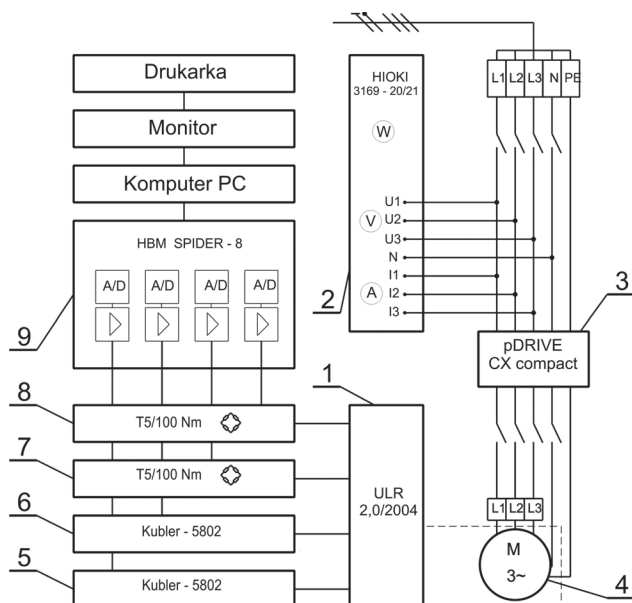 Drukarka
Monitor
Komputer PC
HBM SPIDER - 8
A/D A/D A/D A/D
9
8
T5/100 Nm
7
T5/100 Nm
6
Kubler - 5802
5
Kubler - 5802
1
ULR
2,0/2004
HIOKI
3169 - 20/21
W
U1
V
U2
U3
N
I1
A
I2
I3
2
L1 L2 L3 N PE
3
pDRIVE
CX compact
L1 L2 L3
M
3~
4